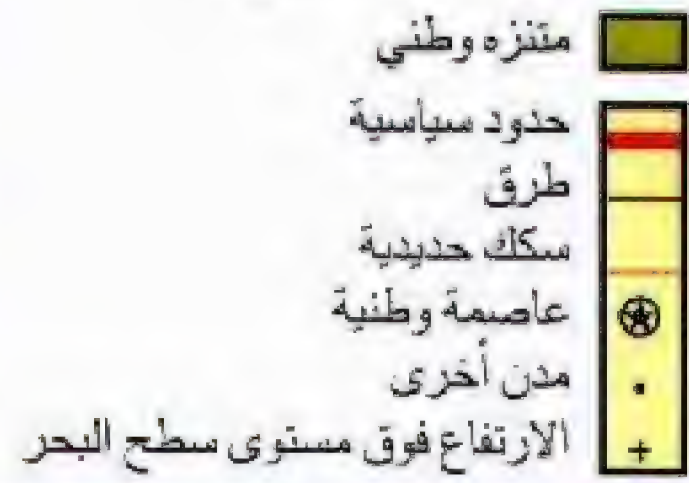 متنزه وطني
حدود سياسية
طرق
سكك حديدية
عاصمة وطنية
مدن أخرى
الارتفاع فوق مستوى سطح البحر